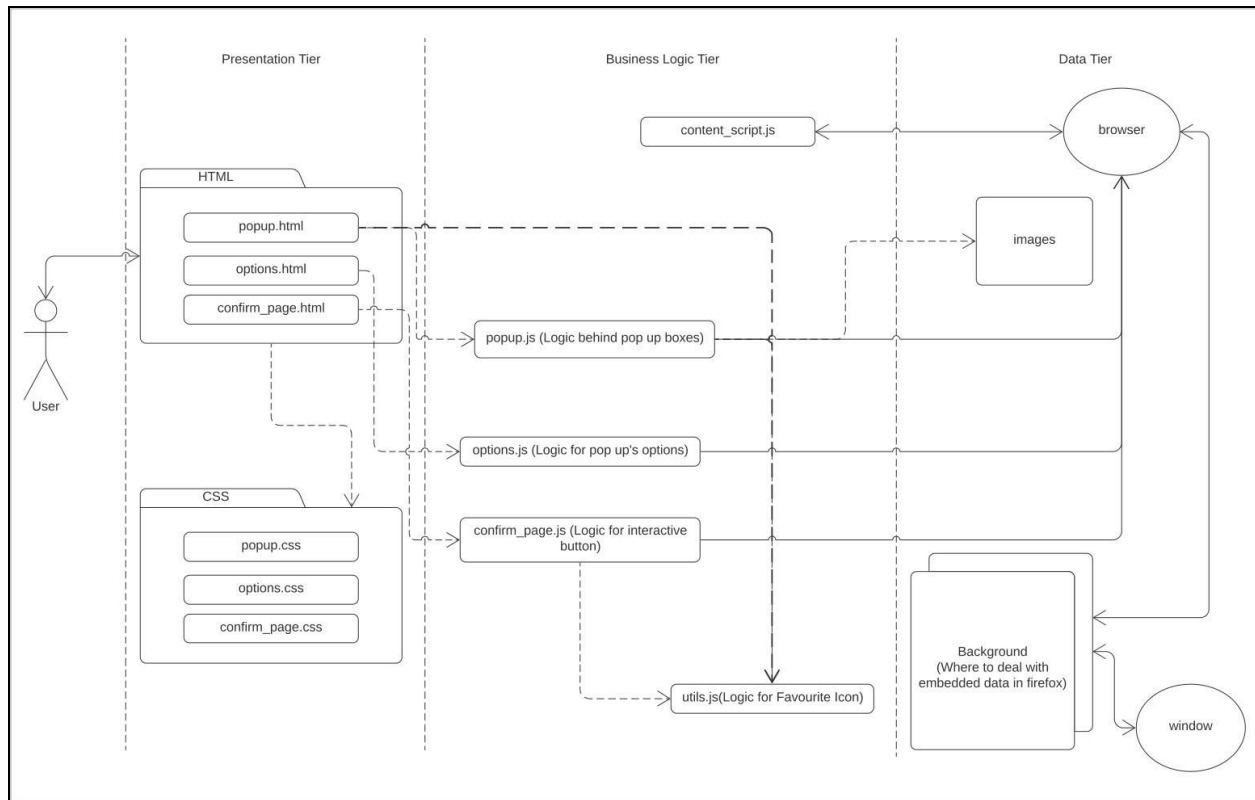 Presentation Tier
Business Logic Tier
Data Tier
content_script.js
browser
HTML
popup.html
options.html
confirm_page.html
images
User
popup.js (Logic behind pop up boxes)
options.js (Logic for pop up's options)
confirm_page.js (Logic for interactive
button)
CSS
popup.css
options.css
confirm_page.css
utils.js(Logic for Favourite Icon)
Background
(Where to deal with
embedded data in firefox)
window